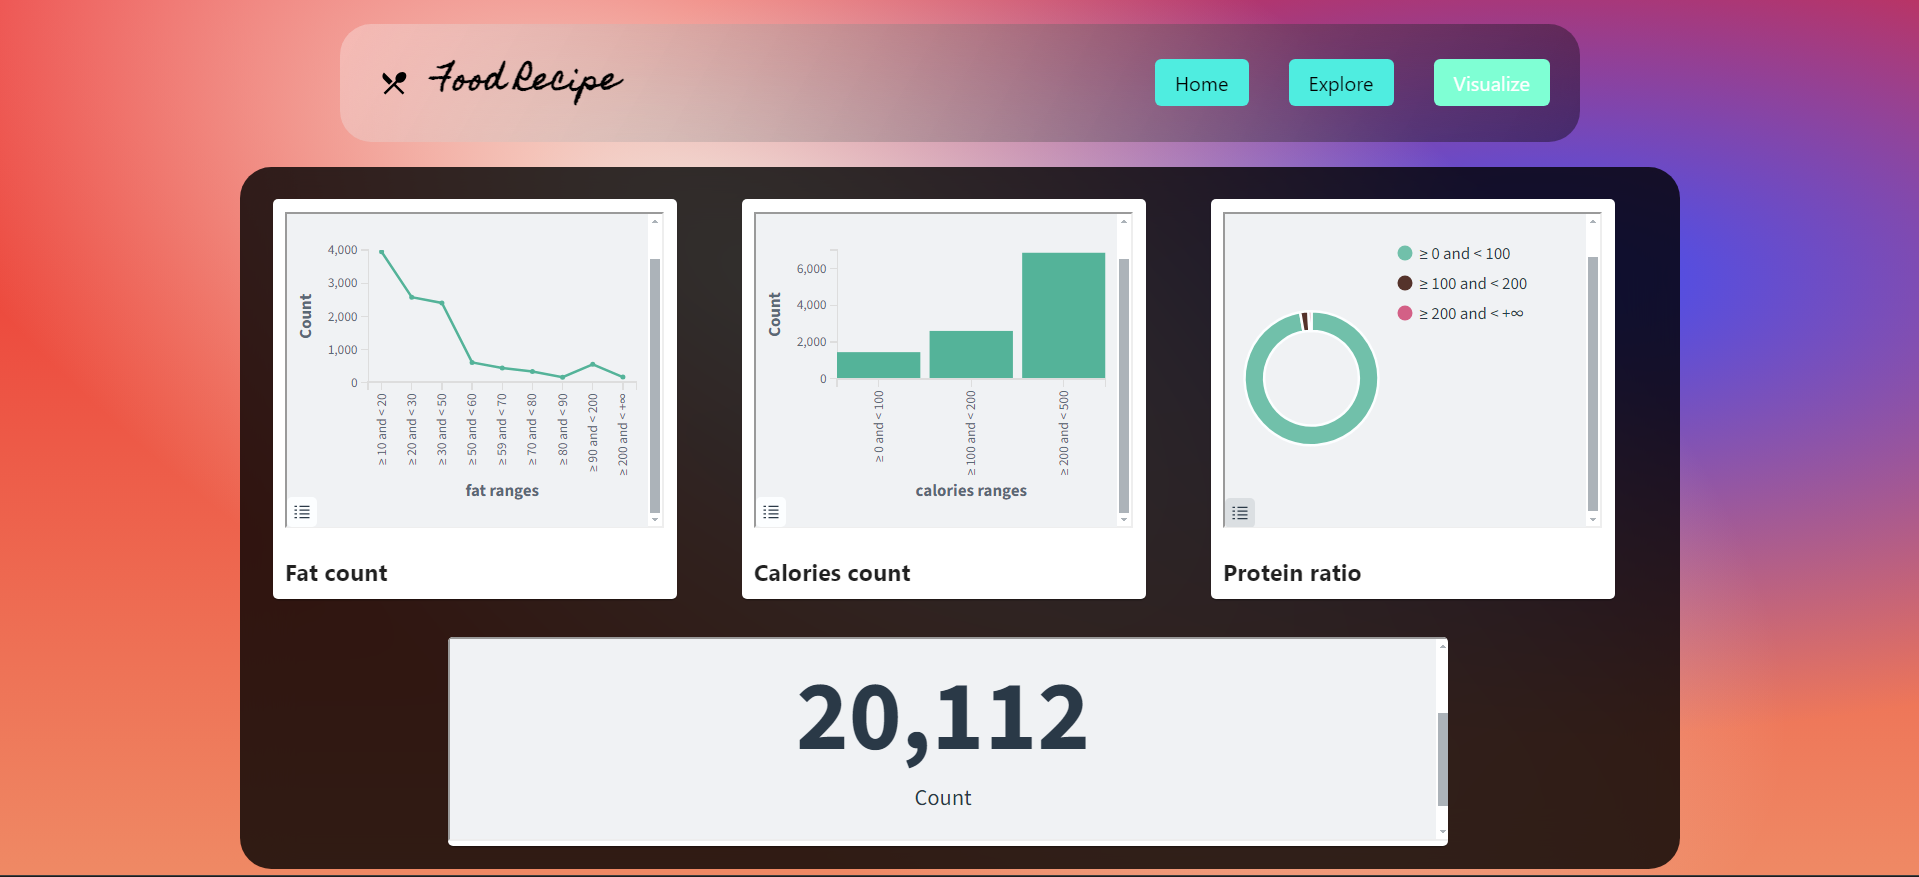 Food Recipe
Home
Explore
Visualize
4,000
3,000
2,000
1,000
0
Count
≥ 10 and < 20
≥ 20 and < 30
≥ 30 and < 50
≥ 50 and < 60
≥ 59 and < 70
≥ 70 and < 80
≥ 80 and < 90
≥ 90 and < 200
≥ 200 and < +∞
fat ranges
Fat count
6,000
4,000
2,000
0
Count
≥ 0 and < 100
≥ 100 and < 200
≥ 200 and < 500
calories ranges
Calories count
≥ 0 and < 100
≥ 100 and < 200
≥ 200 and < +∞
Protein ratio
20,112
Count